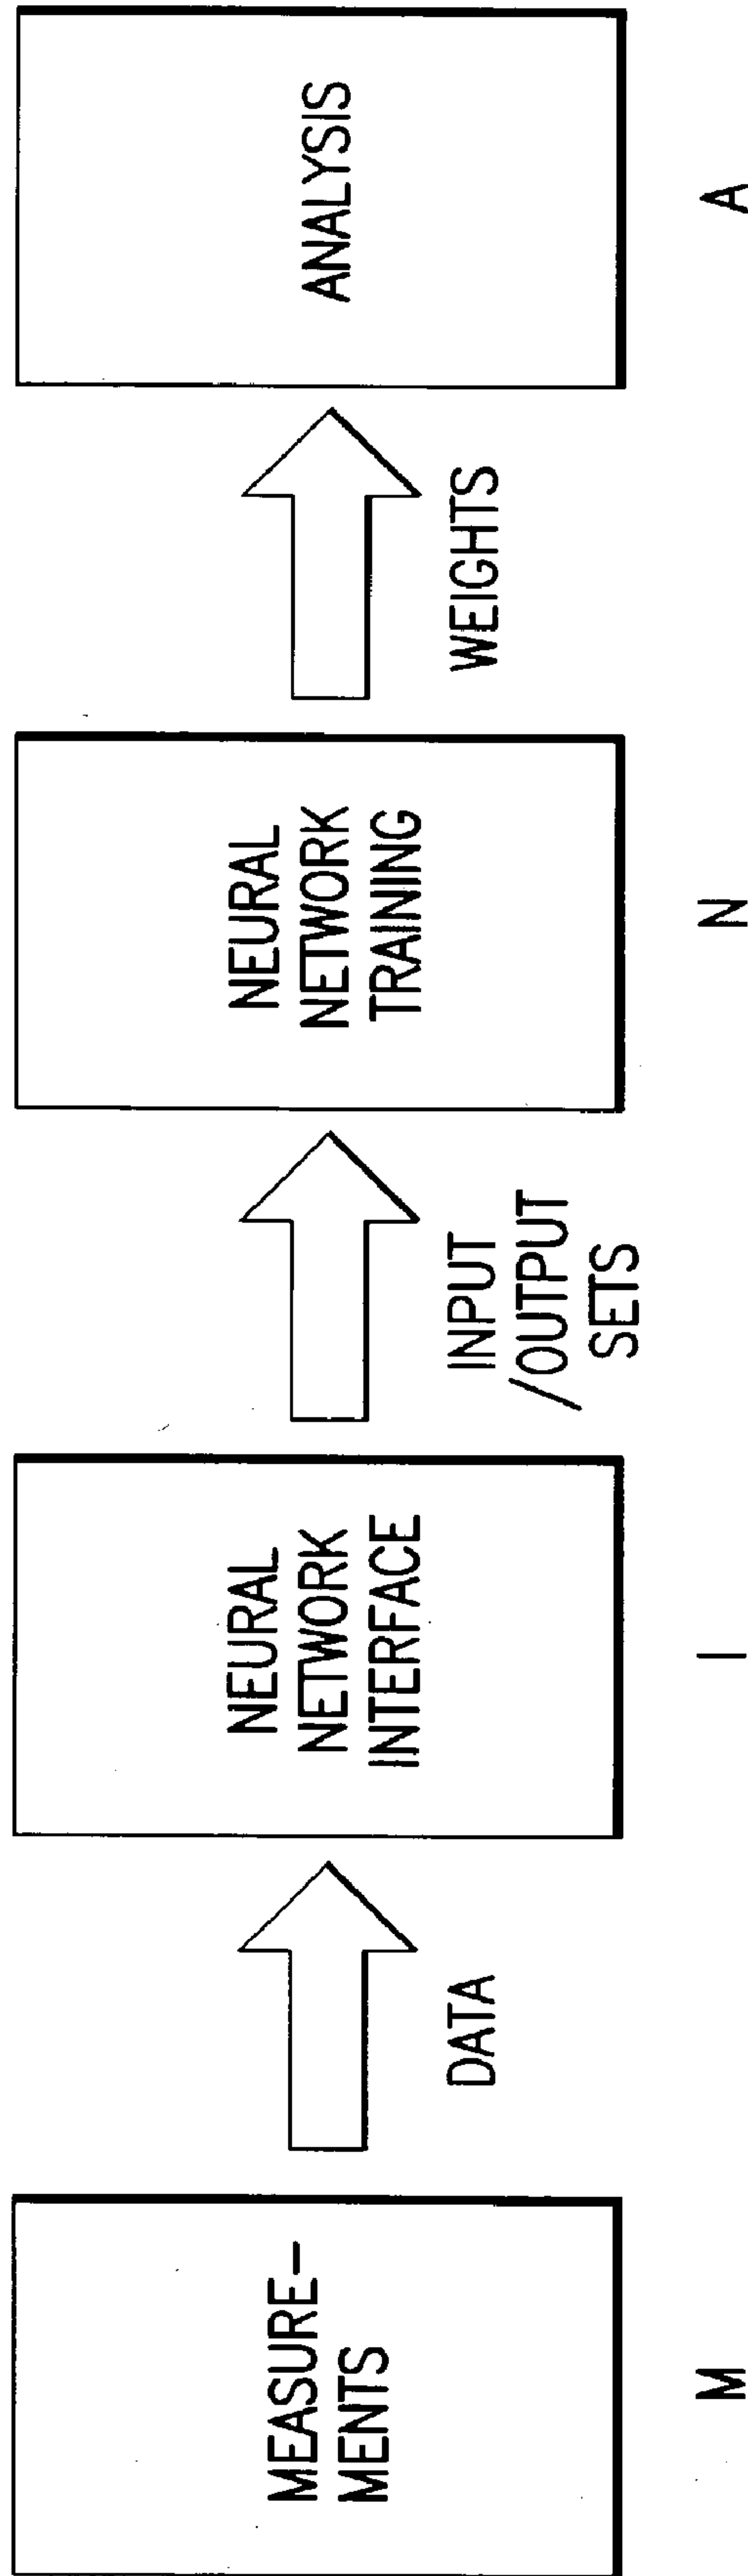 MEASURE-
MENTS
DATA
NEURAL
NETWORK
INTERFACE
INPUT
/OUTPUT
SETS
NEURAL
NETWORK
TRAINING
WEIGHTS
ANALYSIS
M
I
N
A